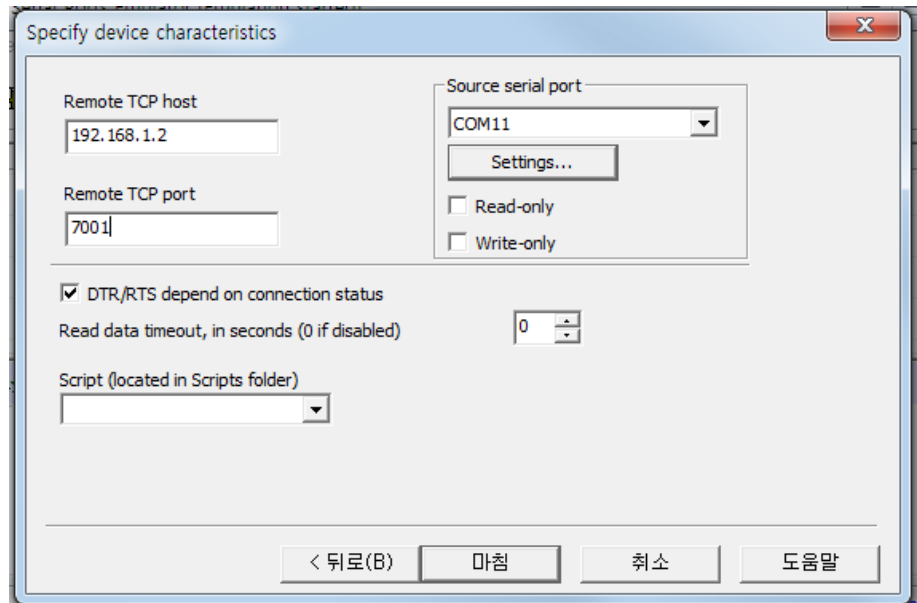 Specify device characteristics
Remote TCP host
192.168.1.2
Remote TCP port
7001
Source serial port
COM11
Settings...
Read-only
Write-only
DTR/RTS depend on connection status
Read data timeout, in seconds (0 if disabled)
0
Script (located in Scripts folder)
< 뒤로(B)
마침
취소
도움말